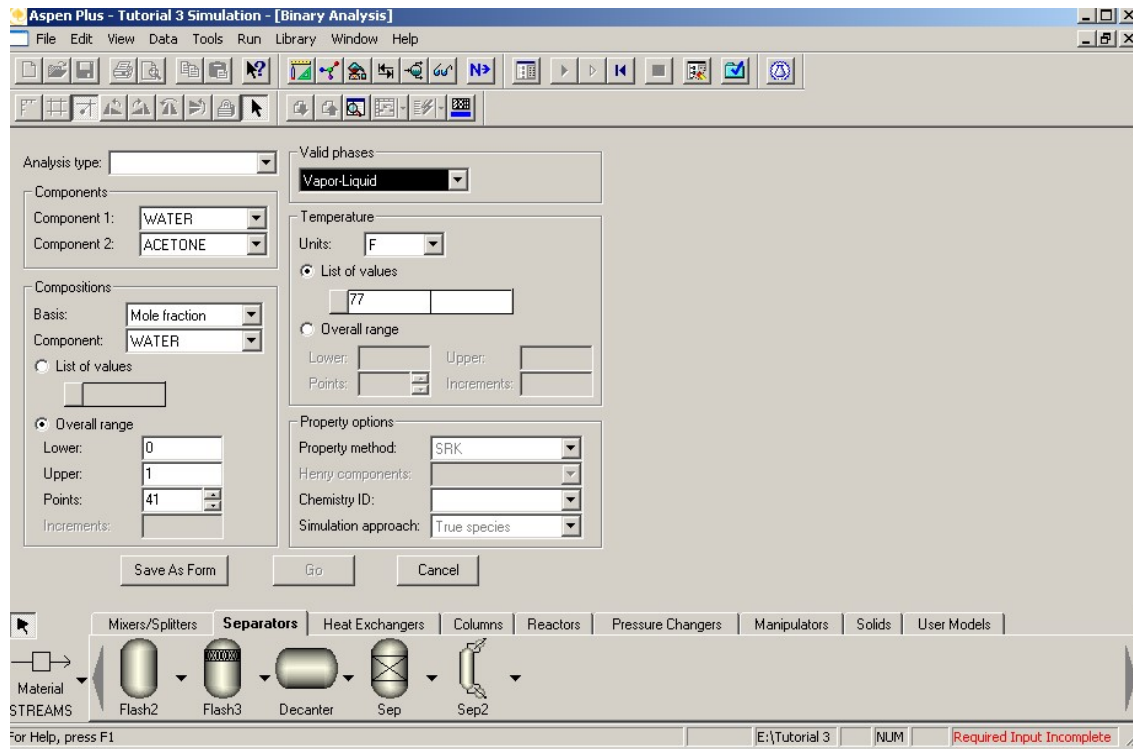 Aspen Plus - Tutorial 3 Simulation - [Binary Analysis]
File Edit View Data Tools Run Library Window Help
N>
Analysis type:
Components
Component 1: WATER
Component 2: ACETONE
Compositions
Basis: Mole fraction
Component: WATER
List of values
Overall range
Lower: 0
Upper: 1
Points: 41
Increments:
Valid phases
Vapor-Liquid
Temperature
Units: F
List of values
77
Overall range
Lower: Upper:
Points: Increments:
Property options
Property method: SRK
Henry components:
Chemistry ID:
Simulation approach: True species
Save As Form Go Cancel
Mixers/Splitters Separators Heat Exchangers Columns Reactors Pressure Changers Manipulators Solids User Models
Material
STREAMS
Flash2 Flash3 Decanter Sep Sep2
For Help, press F1 E:\Tutorial 3 NUM Required Input Incomplete